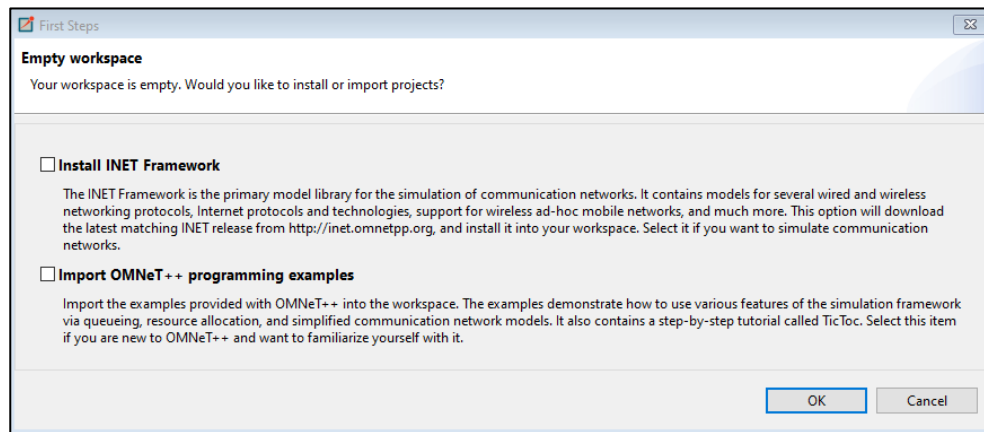 First Steps
Empty workspace
Your workspace is empty. Would you like to install or import projects?
Install INET Framework
The INET Framework is the primary model library for the simulation of communication networks. It contains models for several wired and wireless
networking protocols, Internet protocols and technologies, support for wireless ad-hoc mobile networks, and much more. This option will download
the latest matching INET release from http://inet.omnetpp.org, and install it into your workspace. Select it if you want to simulate communication
networks.
Import OMNeT++ programming examples
Import the examples provided with OMNeT++ into the workspace. The examples demonstrate how to use various features of the simulation framework
via queueing, resource allocation, and simplified communication network models. It also contains a step-by-step tutorial called TicToc. Select this item
if you are new to OMNeT++ and want to familiarize yourself with it.
OK Cancel